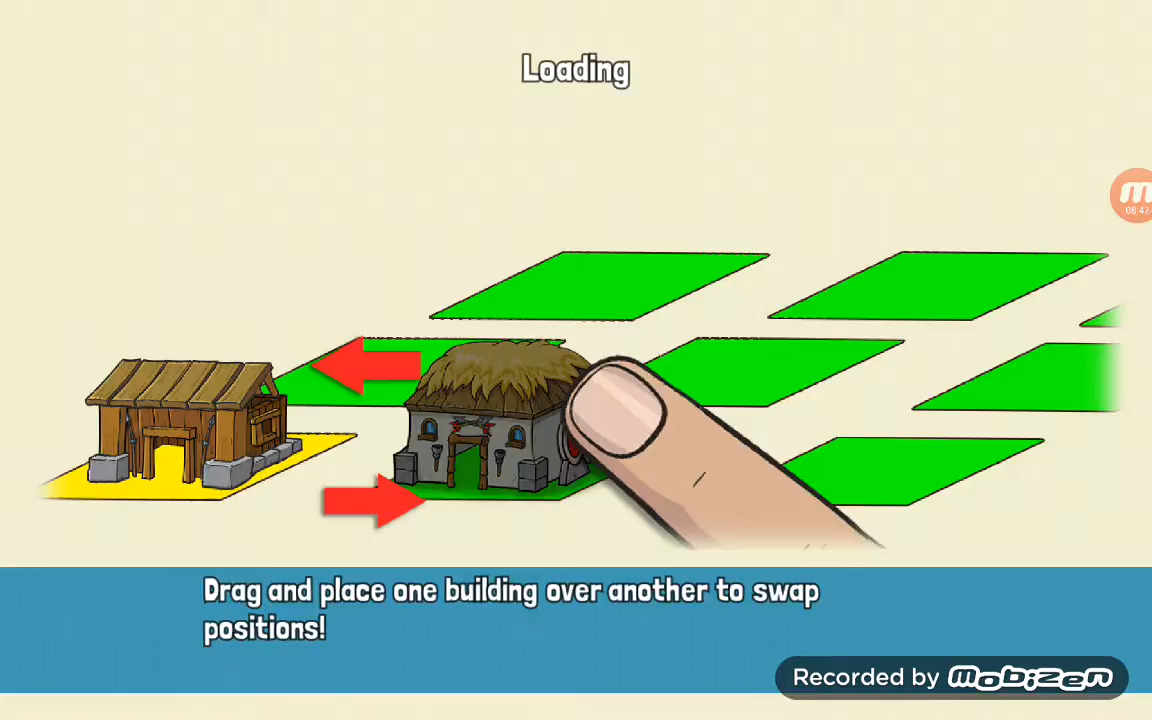 Loading
Drag and place one building over another to swap
positions!
Recorded by mobizen